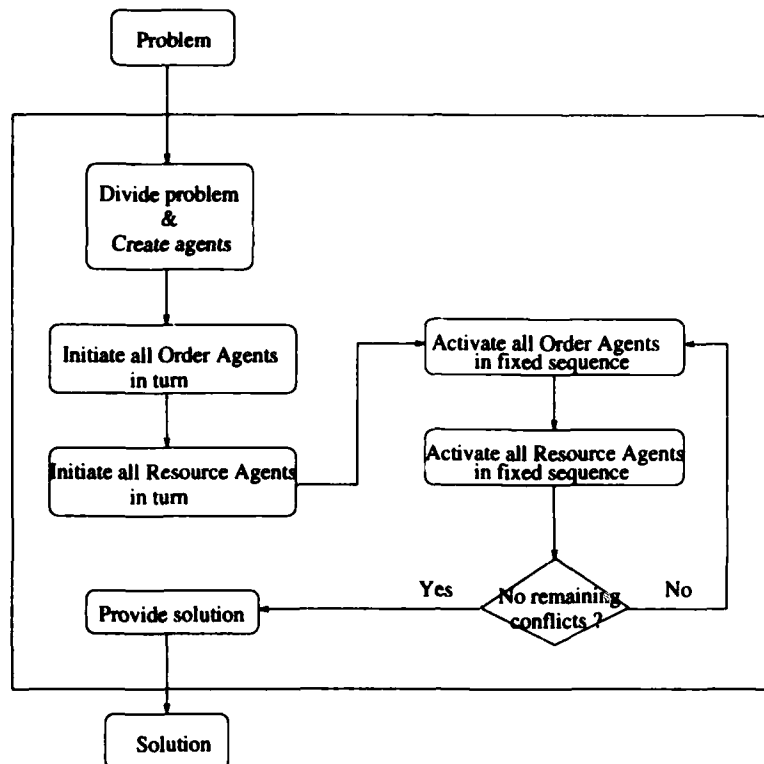 Problem
Divide problem
&
Create agents
Initiate all Order Agents
in turn
Initiate all Resource Agents
in turn
Activate all Order Agents
in fixed sequence
Activate all Resource Agents
in fixed sequence
No remaining
conflicts ?
Yes
No
Provide solution
Solution